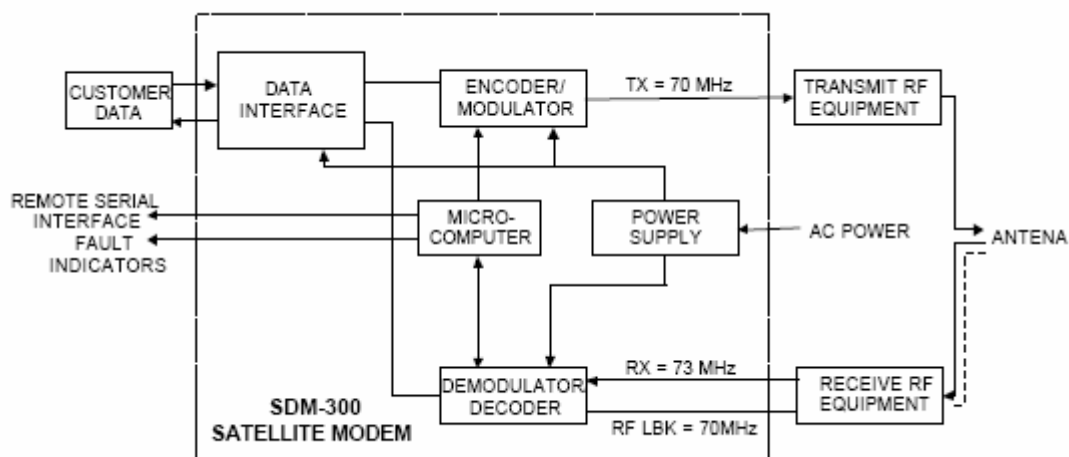 CUSTOMER
DATA
DATA
INTERFACE
ENCODER/
MODULATOR
TX = 70 MHz
TRANSMIT RF
EQUIPMENT
REMOTE SERIAL
INTERFACE
FAULT
INDICATORS
MICRO-
COMPUTER
POWER
SUPPLY
AC POWER
ANTENA
DEMODULATOR/
DECODER
RX = 73 MHz
RF LBK = 70MHz
RECEIVE RF
EQUIPMENT
SDM-300
SATELLITE MODEM